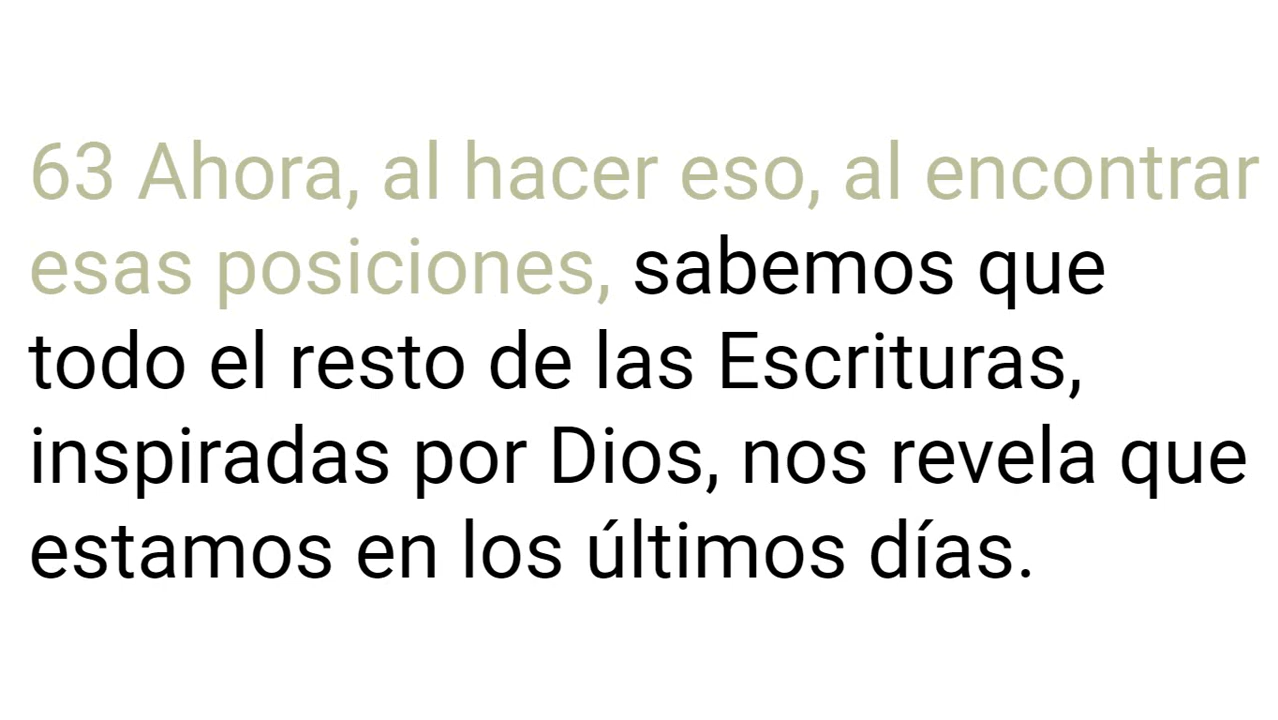 63 Ahora, al hacer eso, al encontrar
esas posiciones, sabemos que
todo el resto de las Escrituras,
inspiradas por Dios, nos revela que
estamos en los últimos días.